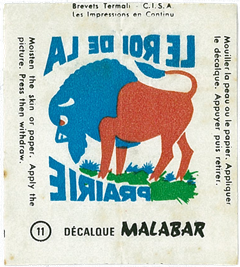 Brevets Termali - C.I.S.A.
Les Impressions en Continu
LE ROI DE LA
PRAIRIE
Moisten the skin or paper. Apply the
picture. Press then withdraw.
Mouiller la peau ou le papier. Appliquer
le décalque. Appuyer puis retirer.
11 DÉCALQUE MALABAR